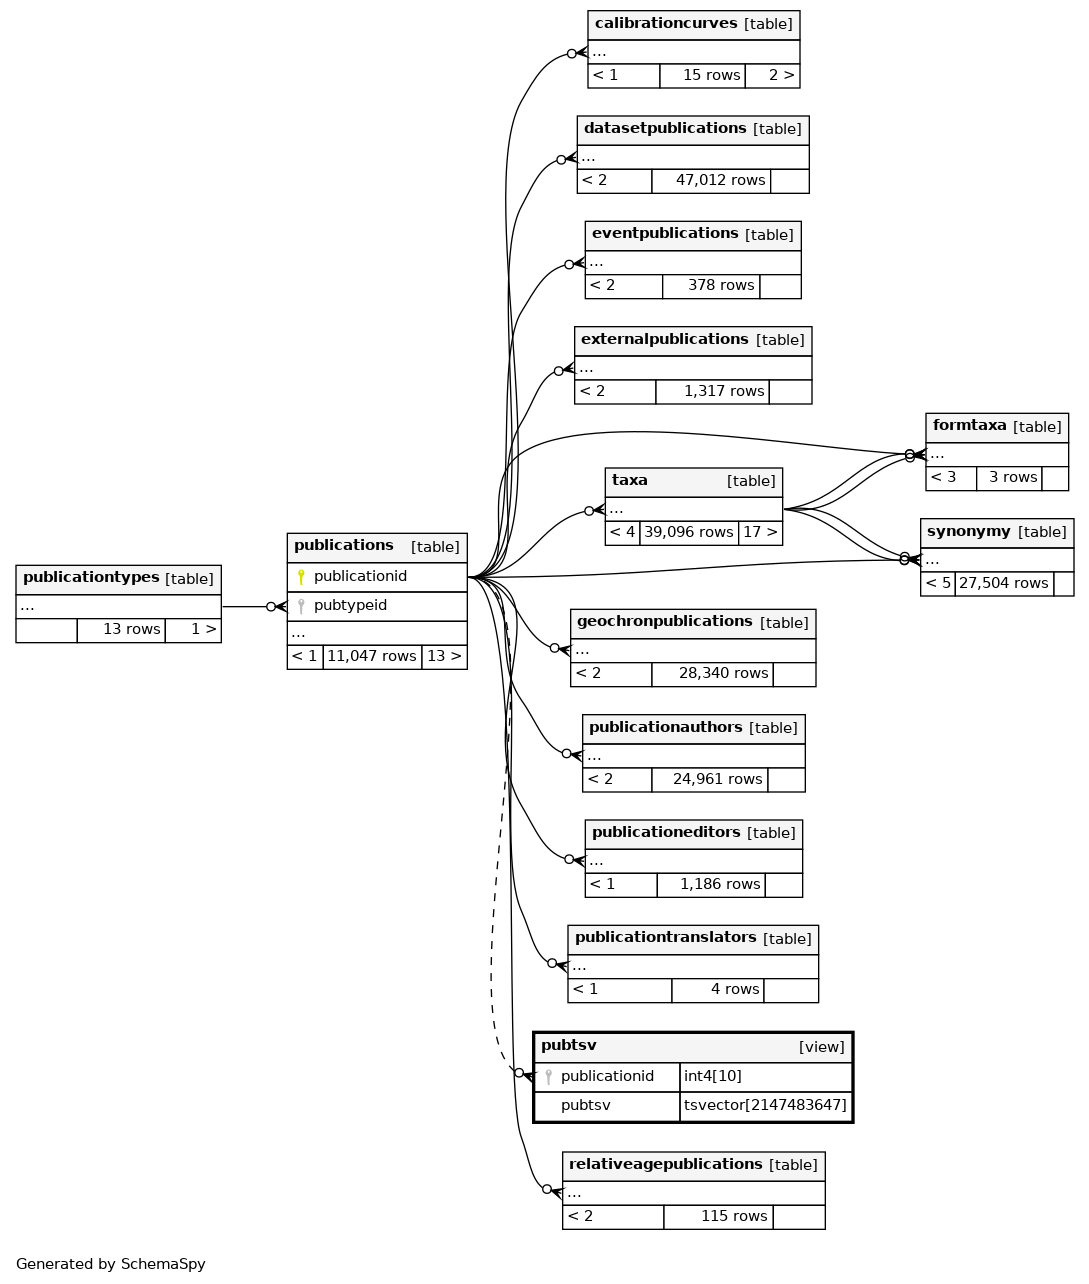 calibrationcurves [table]
...
< 1 15 rows 2 >
datasetpublications [table]
...
< 2 47,012 rows
eventpublications [table]
...
< 2 378 rows
externalpublications [table]
...
< 2 1,317 rows
formtaxa [table]
...
< 3 3 rows
taxa [table]
...
< 4 39,096 rows 17 >
synonymy [table]
...
< 5 27,504 rows
publications [table]
publicationid
pubtypeid
...
< 1 11,047 rows 13 >
publicationtypes [table]
...
13 rows 1 >
geochronpublications [table]
...
< 2 28,340 rows
publicationauthors [table]
...
< 2 24,961 rows
publicationeditors [table]
...
< 1 1,186 rows
publicationtranslators [table]
...
< 1 4 rows
pubtsv [view]
publicationid int4[10]
pubtsv tsvector[2147483647]
relativeagepublications [table]
...
< 2 115 rows
Generated by SchemaSpy